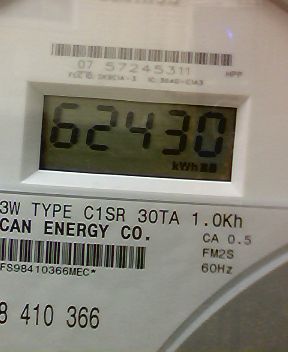 07 57245311 HPP
62430
kWh
3W TYPE C1SR 30TA 1.0Kh
CAN ENERGY CO.
CA 0.5
FM2S
FS98410366MEC*
60Hz
8 410 366